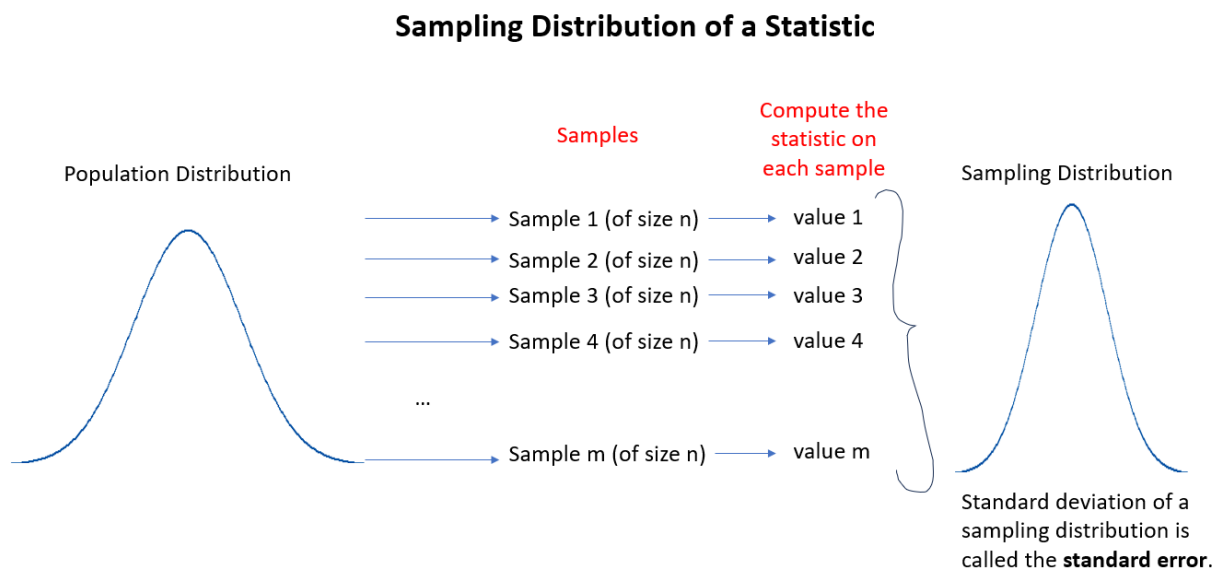 Sampling Distribution of a Statistic
Compute the
statistic on
each sample
Samples
Population Distribution
Sampling Distribution
Sample 1 (of size n) value 1
Sample 2 (of size n) value 2
Sample 3 (of size n) value 3
Sample 4 (of size n) value 4
...
Sample m (of size n) value m
Standard deviation of a
sampling distribution is
called the standard error.